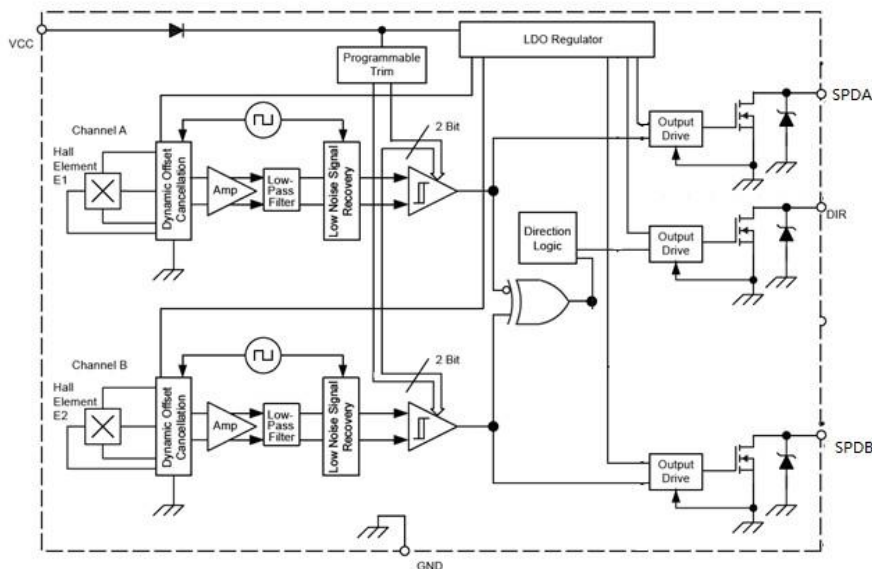 VCC
LDO Regulator
Programmable
Trim
SPDA
Channel A
2 Bit
Output
Drive
Hall
Element
E1
Dynamic Offset
Cancellation
Amp
Low-
Pass
Filter
Low Noise Signal
Recovery
DIR
Direction
Logic
Output
Drive
Channel B
2 Bit
Hall
Element
E2
Dynamic Offset
Cancellation
Amp
Low-
Pass
Filter
Low Noise Signal
Recovery
SPDB
Output
Drive
GND